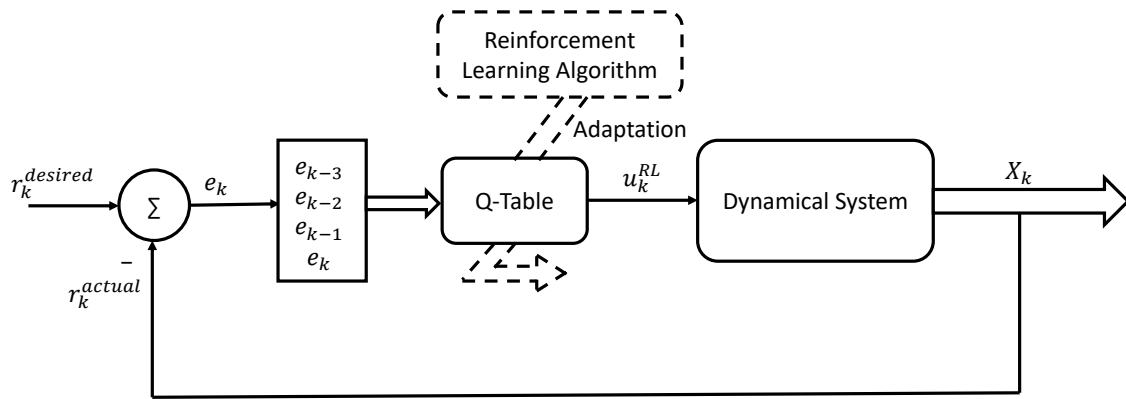 Reinforcement
Learning Algorithm
Adaptation
r_k^{desired}
Σ
−
r_k^{actual}
e_k
e_{k−3}
e_{k−2}
e_{k−1}
e_k
Q-Table
u_k^{RL}
Dynamical System
X_k